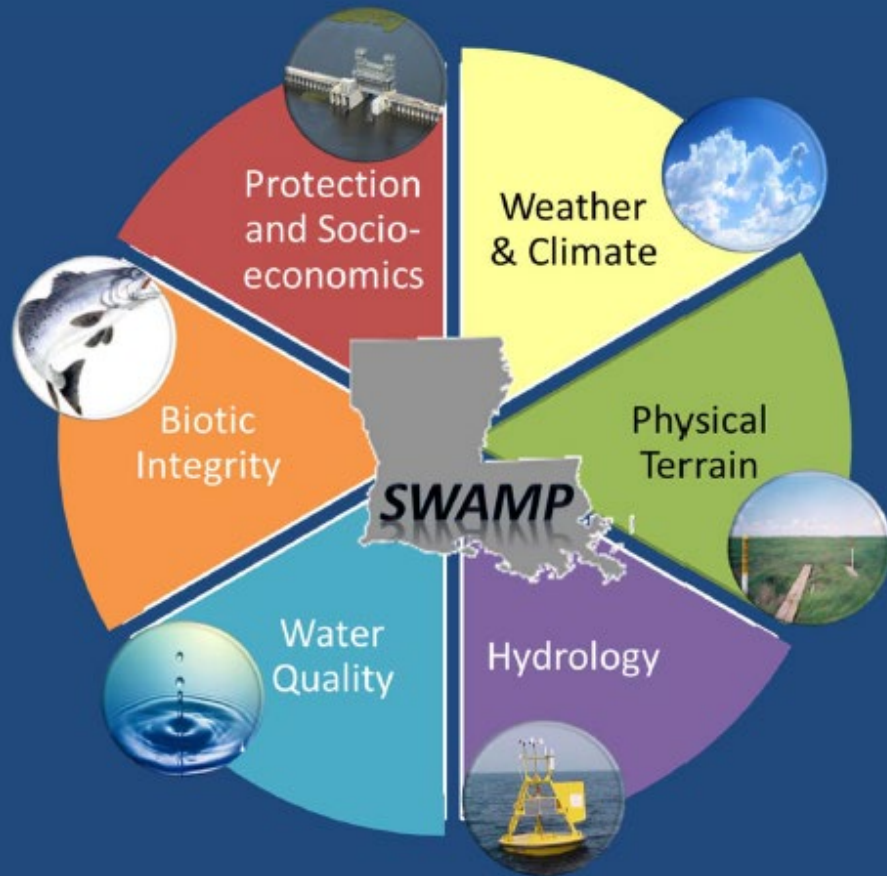 Protection
and Socio-
economics
Weather
& Climate
Physical
Terrain
Hydrology
Water
Quality
Biotic
Integrity
SWAMP